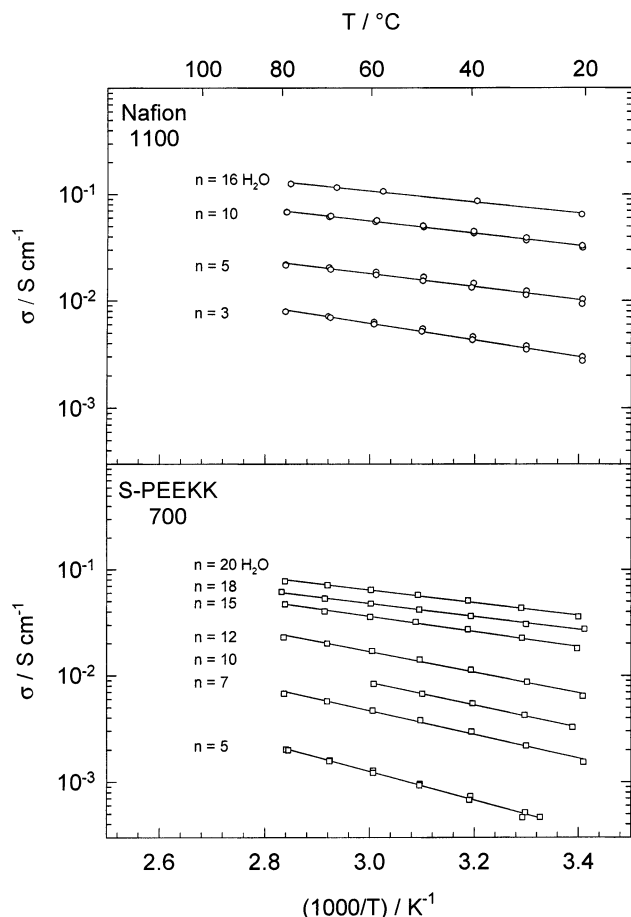 T / °C
100 80 60 40 20
Nafion
1100
10⁻¹
n = 16 H₂O
n = 10
n = 5
n = 3
10⁻²
10⁻³
σ / S cm⁻¹
S-PEEKK
700
n = 20 H₂O
n = 18
n = 15
n = 12
n = 10
n = 7
n = 5
10⁻¹
10⁻²
10⁻³
σ / S cm⁻¹
2.6 2.8 3.0 3.2 3.4
(1000/T) / K⁻¹